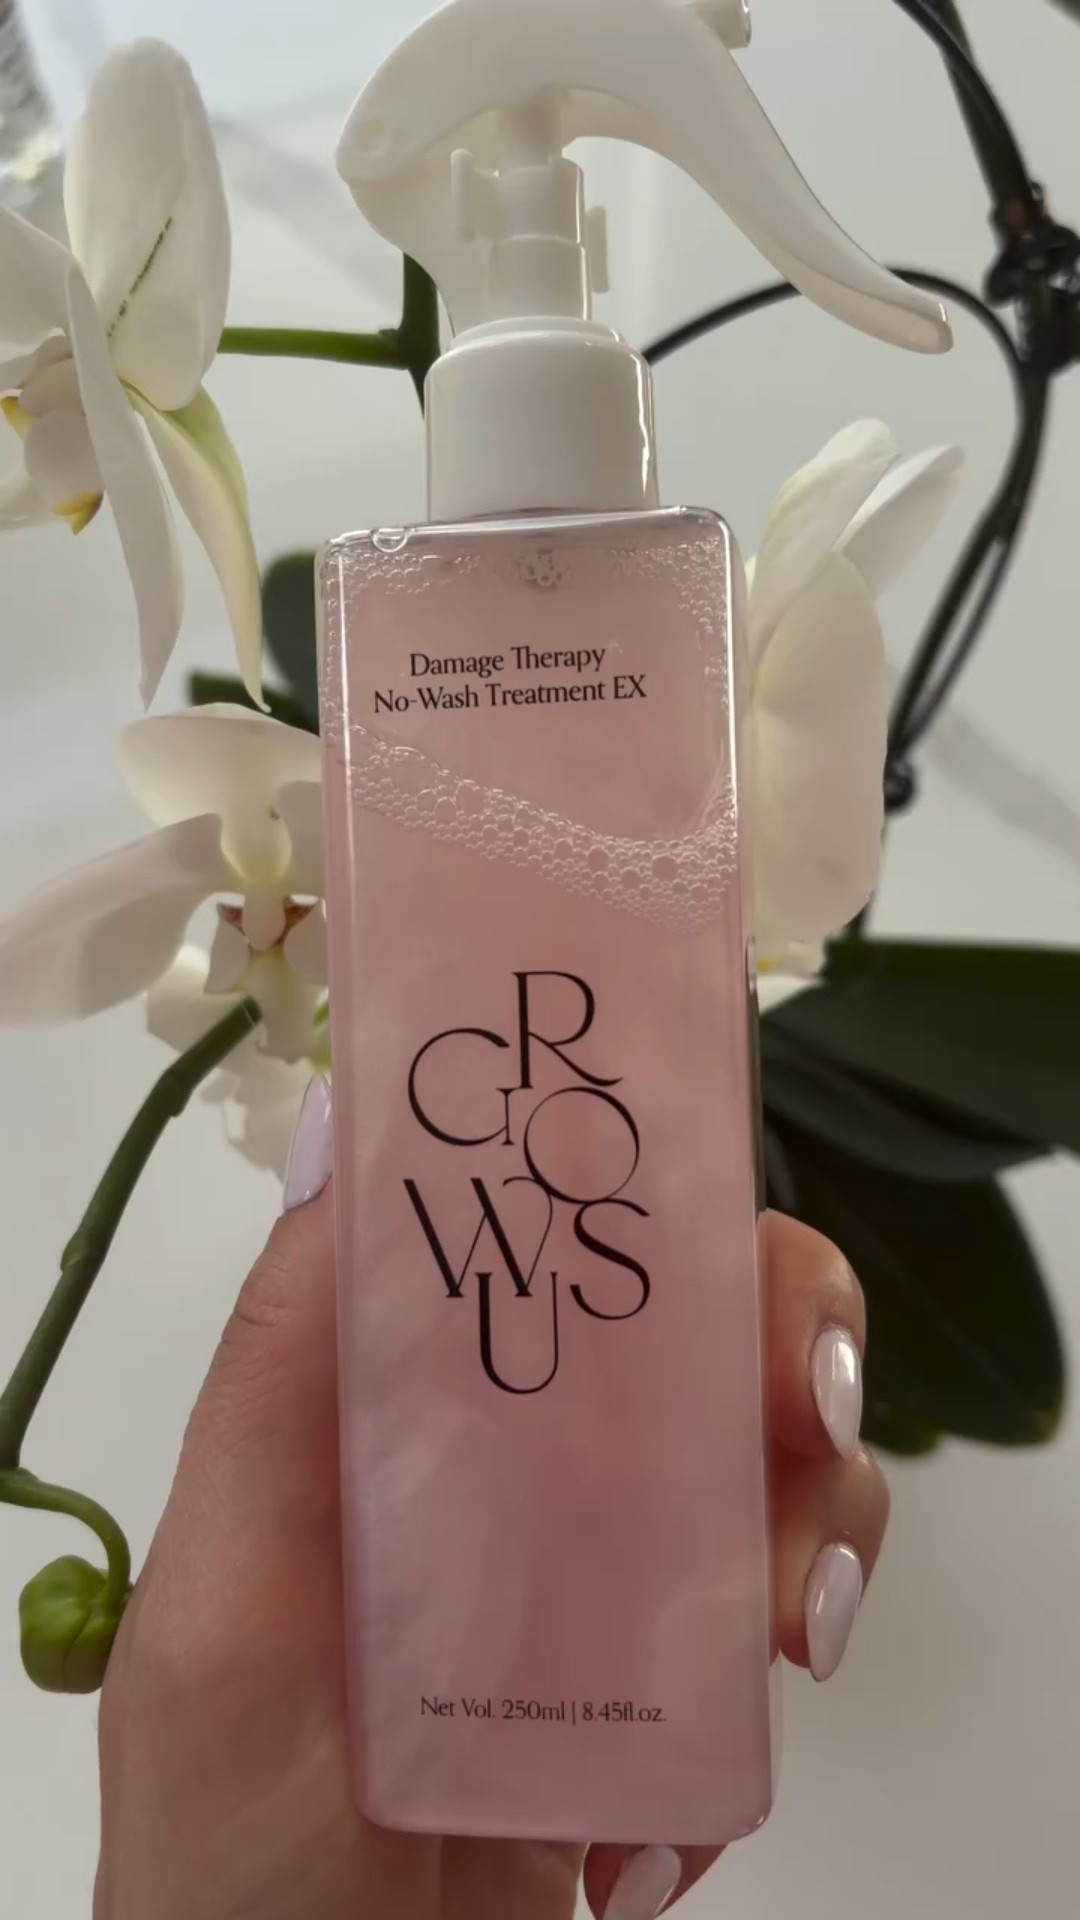 Damage Therapy
No-Wash Treatment EX
GROWUS
Net Vol. 250ml | 8.45fl.oz.